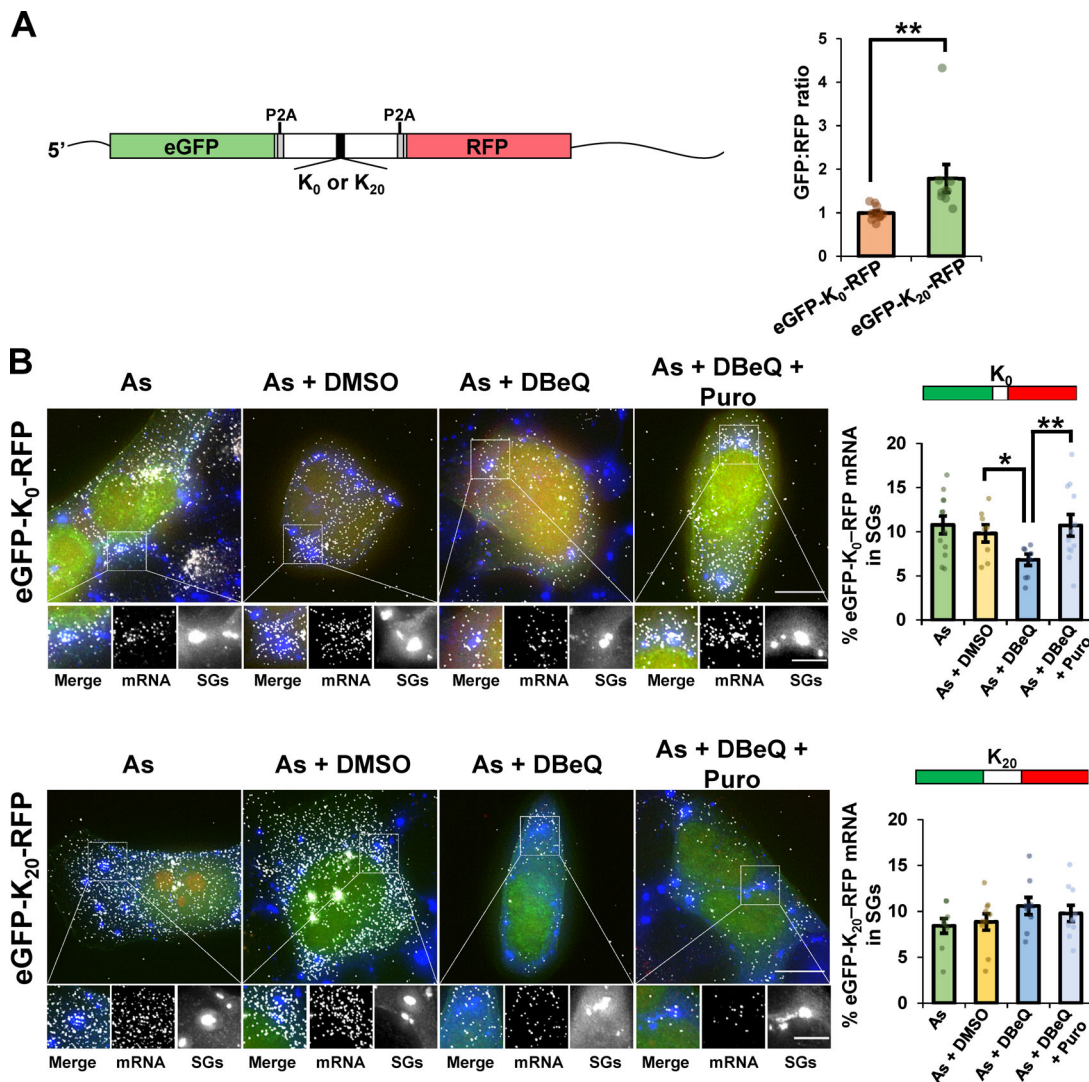 A
5'
eGFP
P2A
P2A
RFP
K0 or K20
**
GFP:RFP ratio
5
4
3
2
1
0
eGFP-K0-RFP
eGFP-K20-RFP
B
As
As + DMSO
As + DBeQ
As + DBeQ +
Puro
eGFP-K0-RFP
Merge
mRNA
SGs
Merge
mRNA
SGs
Merge
mRNA
SGs
Merge
mRNA
SGs
K0
% eGFP-K0–RFP mRNA
in SGs
20
15
10
5
0
*
**
As
As + DMSO
As + DBeQ
As + DBeQ
+ Puro
As
As + DMSO
As + DBeQ
As + DBeQ +
Puro
eGFP-K20-RFP
Merge
mRNA
SGs
Merge
mRNA
SGs
Merge
mRNA
SGs
Merge
mRNA
SGs
K20
% eGFP-K20–RFP mRNA
in SGs
20
15
10
5
0
As
As + DMSO
As + DBeQ
As + DBeQ
+ Puro